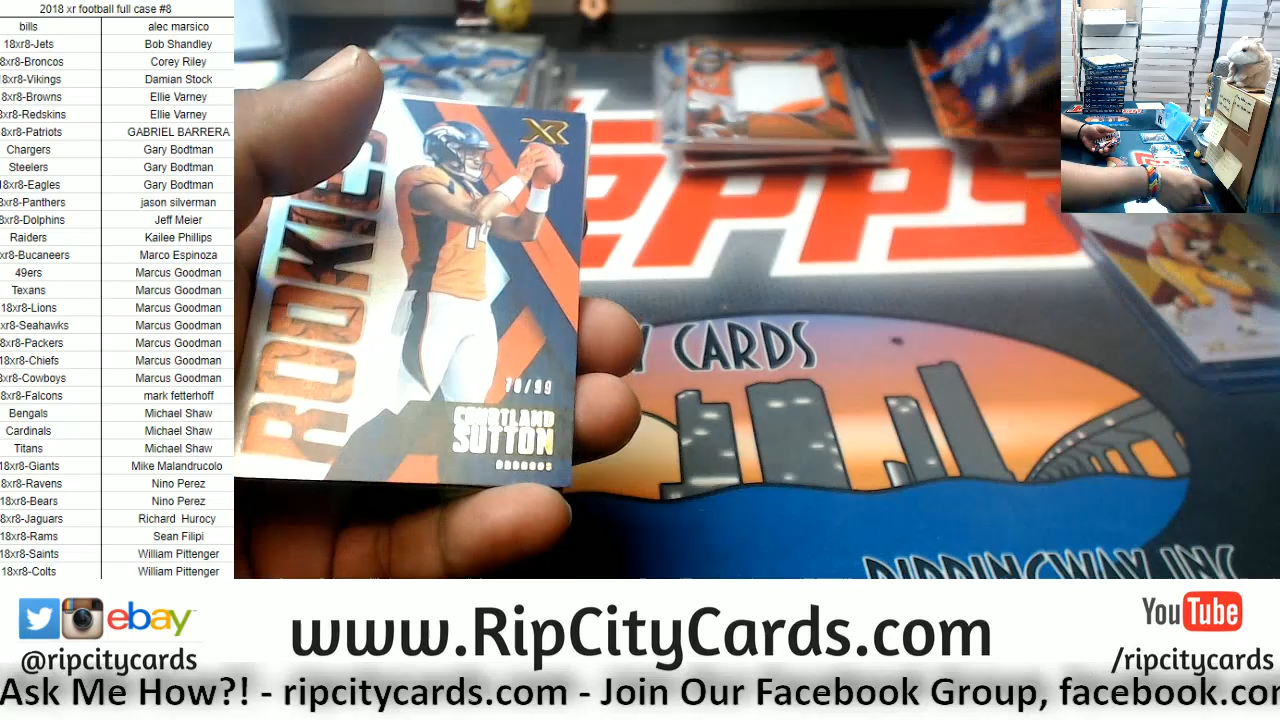 2018 xr football full case #8
bills alec marsico
18xr8-Jets Bob Shandley
8xr8-Broncos Corey Riley
8xr8-Vikings Damian Stock
8xr8-Browns Ellie Varney
8xr8-Redskins Ellie Varney
8xr8-Patriots GABRIEL BARRERA
Chargers Gary Bodtman
Steelers Gary Bodtman
18xr8-Eagles Gary Bodtman
8xr8-Panthers jason silverman
8xr8-Dolphins Jeff Meier
Raiders Kailee Phillips
xr8-Bucaneers Marco Espinoza
49ers Marcus Goodman
Texans Marcus Goodman
18xr8-Lions Marcus Goodman
xr8-Seahawks Marcus Goodman
8xr8-Packers Marcus Goodman
18xr8-Chiefs Marcus Goodman
8xr8-Cowboys Marcus Goodman
8xr8-Falcons mark fetterhoff
Bengals Michael Shaw
Cardinals Michael Shaw
Titans Michael Shaw
18xr8-Giants Mike Malandrucolo
8xr8-Ravens Nino Perez
18xr8-Bears Nino Perez
8xr8-Jaguars Richard Hurocy
18xr8-Rams Sean Filipi
18xr8-Saints William Pittenger
18xr8-Colts William Pittenger
XR
ROOKIES
COURTLAND
SUTTON
BRONCOS
TOPPS
Y CARDS
RIPPINGWAX INC
ebay
@ripcitycards
www.RipCityCards.com
YouTube
/ripcitycards
Ask Me How?! - ripcitycards.com - Join Our Facebook Group, facebook.com